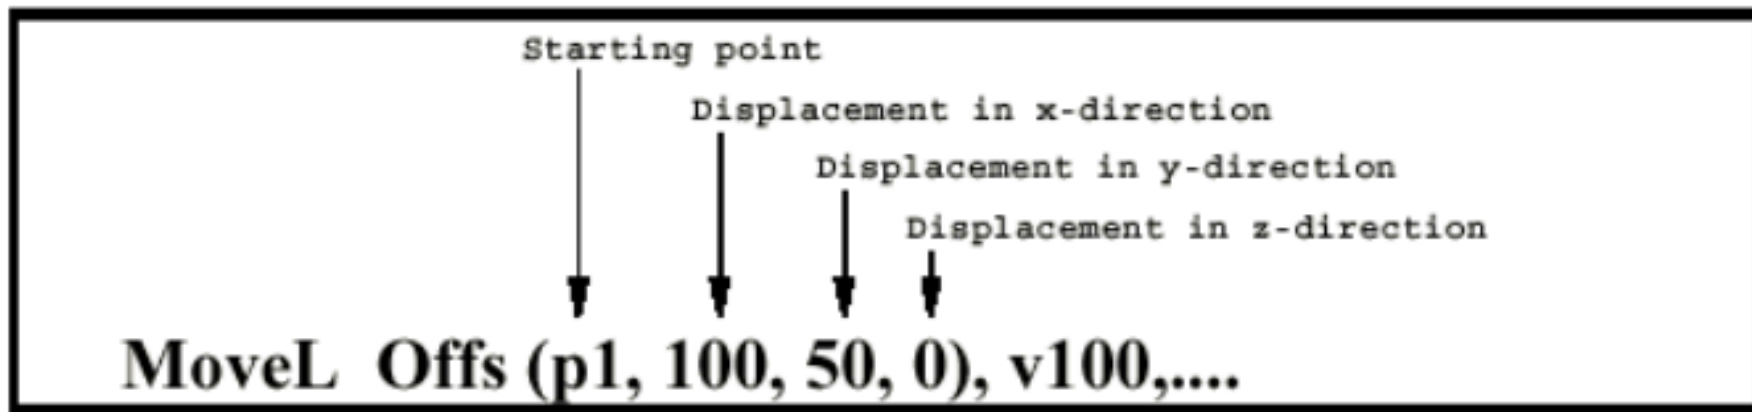 Starting point
Displacement in x-direction
Displacement in y-direction
Displacement in z-direction
MoveL Offs (p1, 100, 50, 0), v100,....